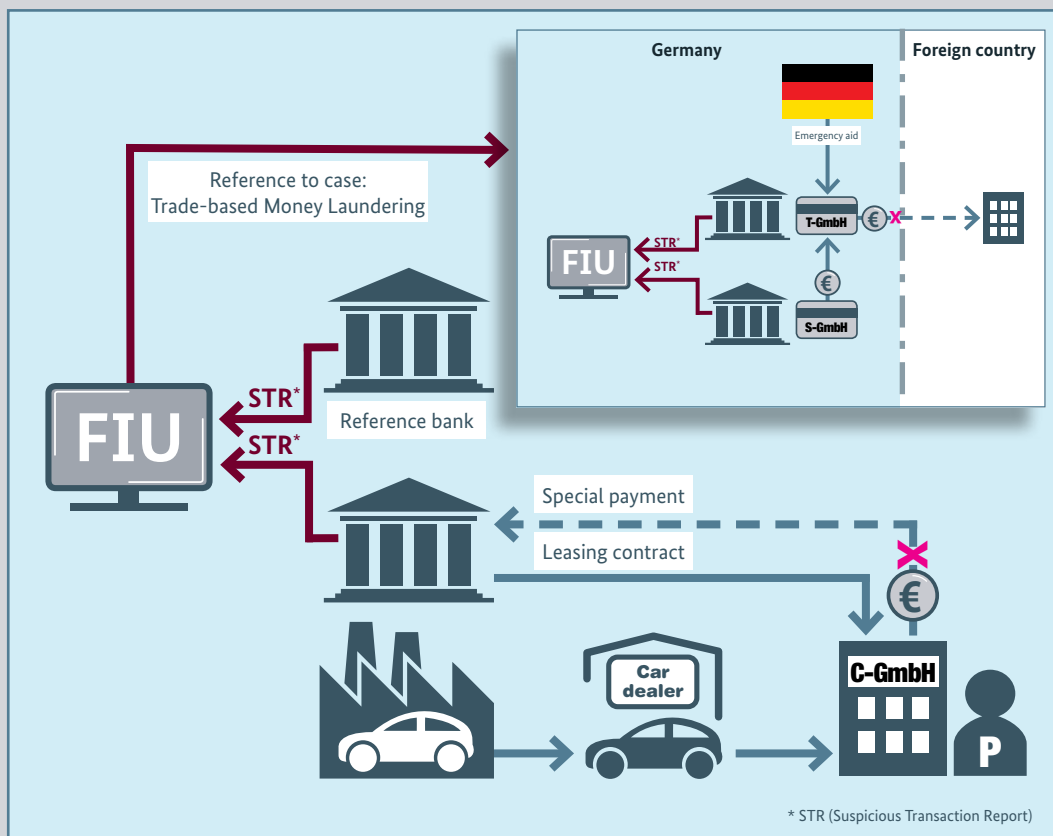 Germany
Foreign country
Emergency aid
Reference to case:
Trade-based Money Laundering
T-GmbH
€
x
STR*
FIU
STR*
€
S-GmbH
STR*
Reference bank
FIU
STR*
Special payment
Leasing contract
X
€
Car
dealer
C-GmbH
P
* STR (Suspicious Transaction Report)